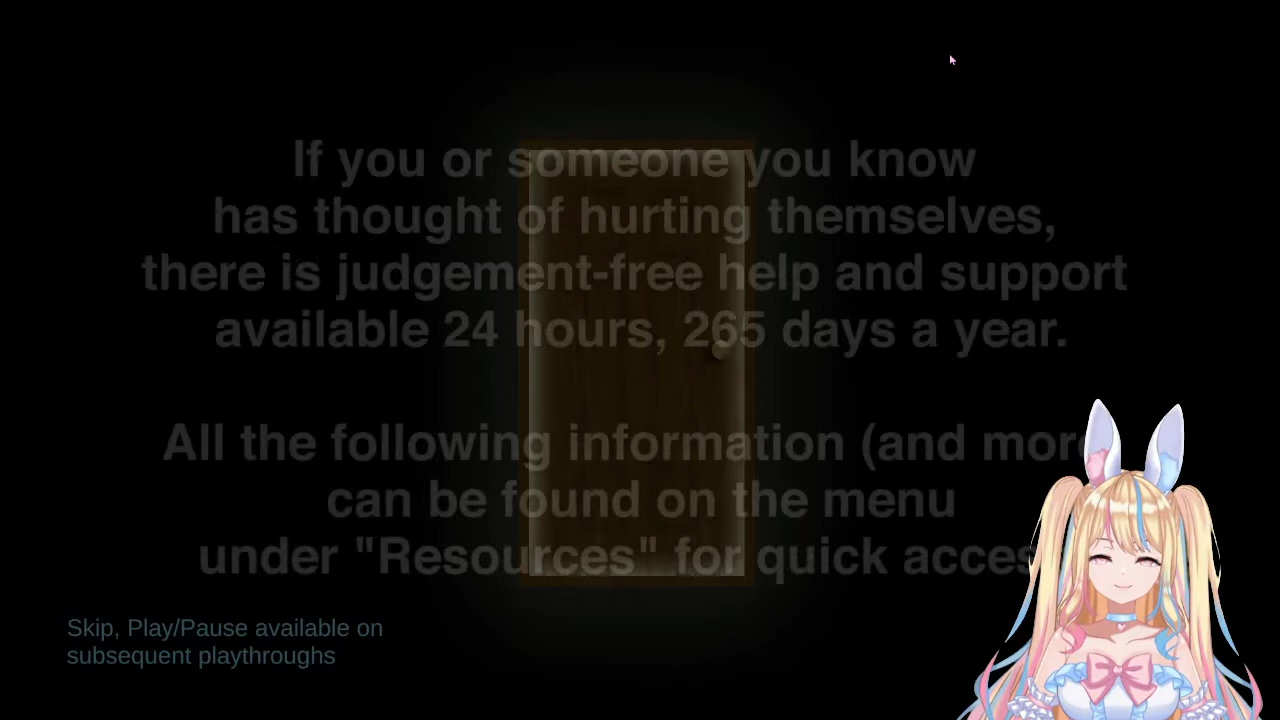 If you or someone you know
has thought of hurting themselves,
there is judgement-free help and support
available 24 hours, 265 days a year.
All the following information (and more
can be found on the menu
under "Resources" for quick acces
Skip, Play/Pause available on
subsequent playthroughs